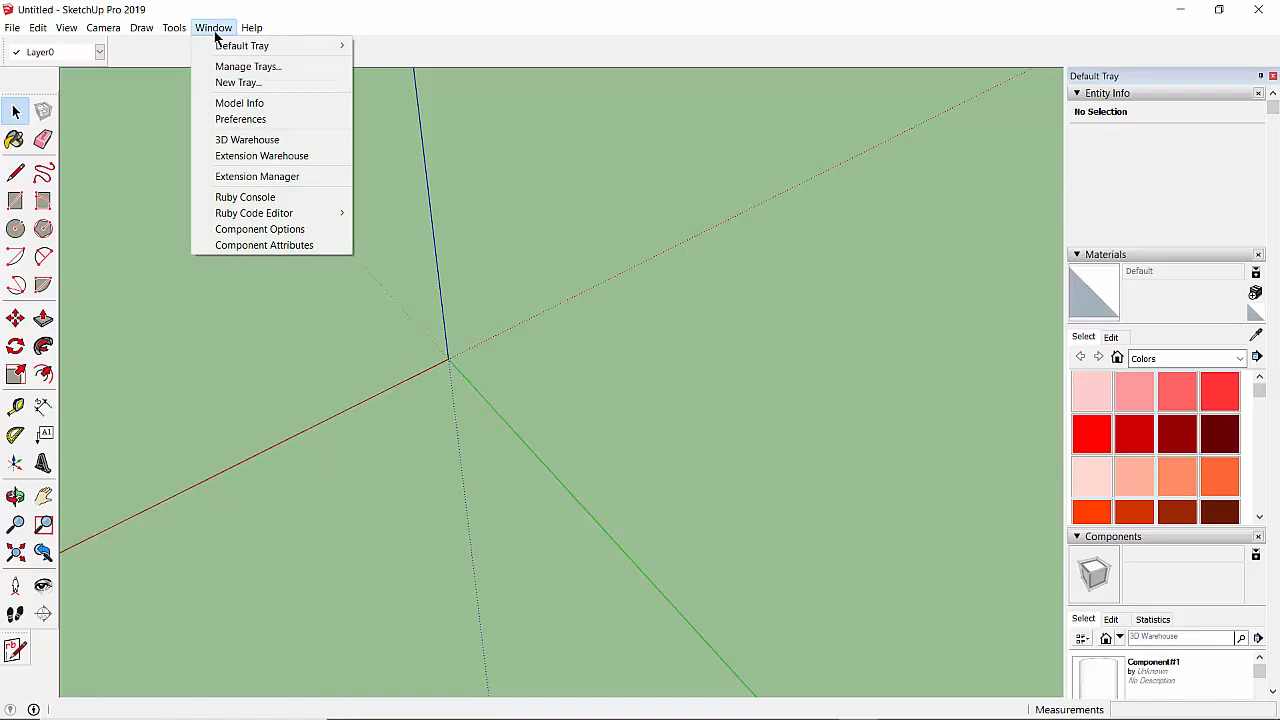 Untitled - SketchUp Pro 2019
File Edit View Camera Draw Tools Window Help
Layer0
Default Tray
Manage Trays...
New Tray...
Model Info
Preferences
3D Warehouse
Extension Warehouse
Extension Manager
Ruby Console
Ruby Code Editor
Component Options
Component Attributes
Default Tray
Entity Info
No Selection
Materials
Default
Select Edit
Colors
Components
Select Edit Statistics
3D Warehouse
Component#1
by Unknown
No Description
A1
Measurements